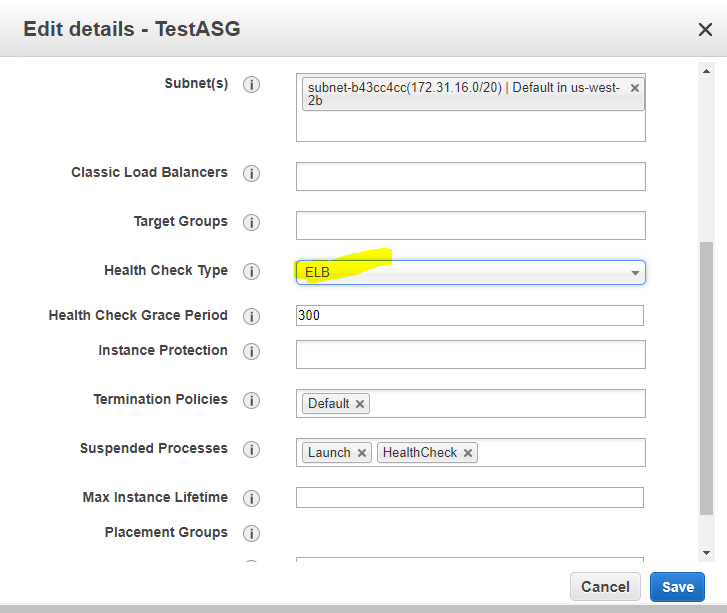 Edit details - TestASG
Subnet(s)
subnet-b43cc4cc(172.31.16.0/20) | Default in us-west-
2b
Classic Load Balancers
Target Groups
Health Check Type
ELB
Health Check Grace Period
300
Instance Protection
Termination Policies
Default
Suspended Processes
Launch HealthCheck
Max Instance Lifetime
Placement Groups
Cancel Save